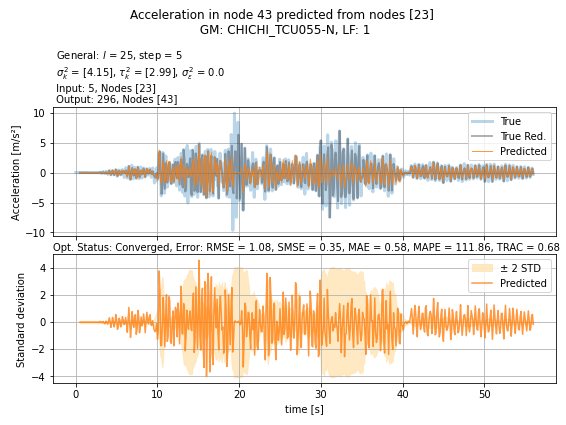 Acceleration in node 43 predicted from nodes [23]
GM: CHICHI_TCU055-N, LF: 1
General: l = 25, step = 5
σ²ₖ = [4.15], τ²ₖ = [2.99], σ²ε = 0.0
Input: 5, Nodes [23]
Output: 296, Nodes [43]
Acceleration [m/s²]
10
5
0
−5
−10
True
True Red.
Predicted
Opt. Status: Converged, Error: RMSE = 1.08, SMSE = 0.35, MAE = 0.58, MAPE = 111.86, TRAC = 0.68
Standard deviation
4
2
0
−2
−4
± 2 STD
Predicted
0 10 20 30 40 50
time [s]